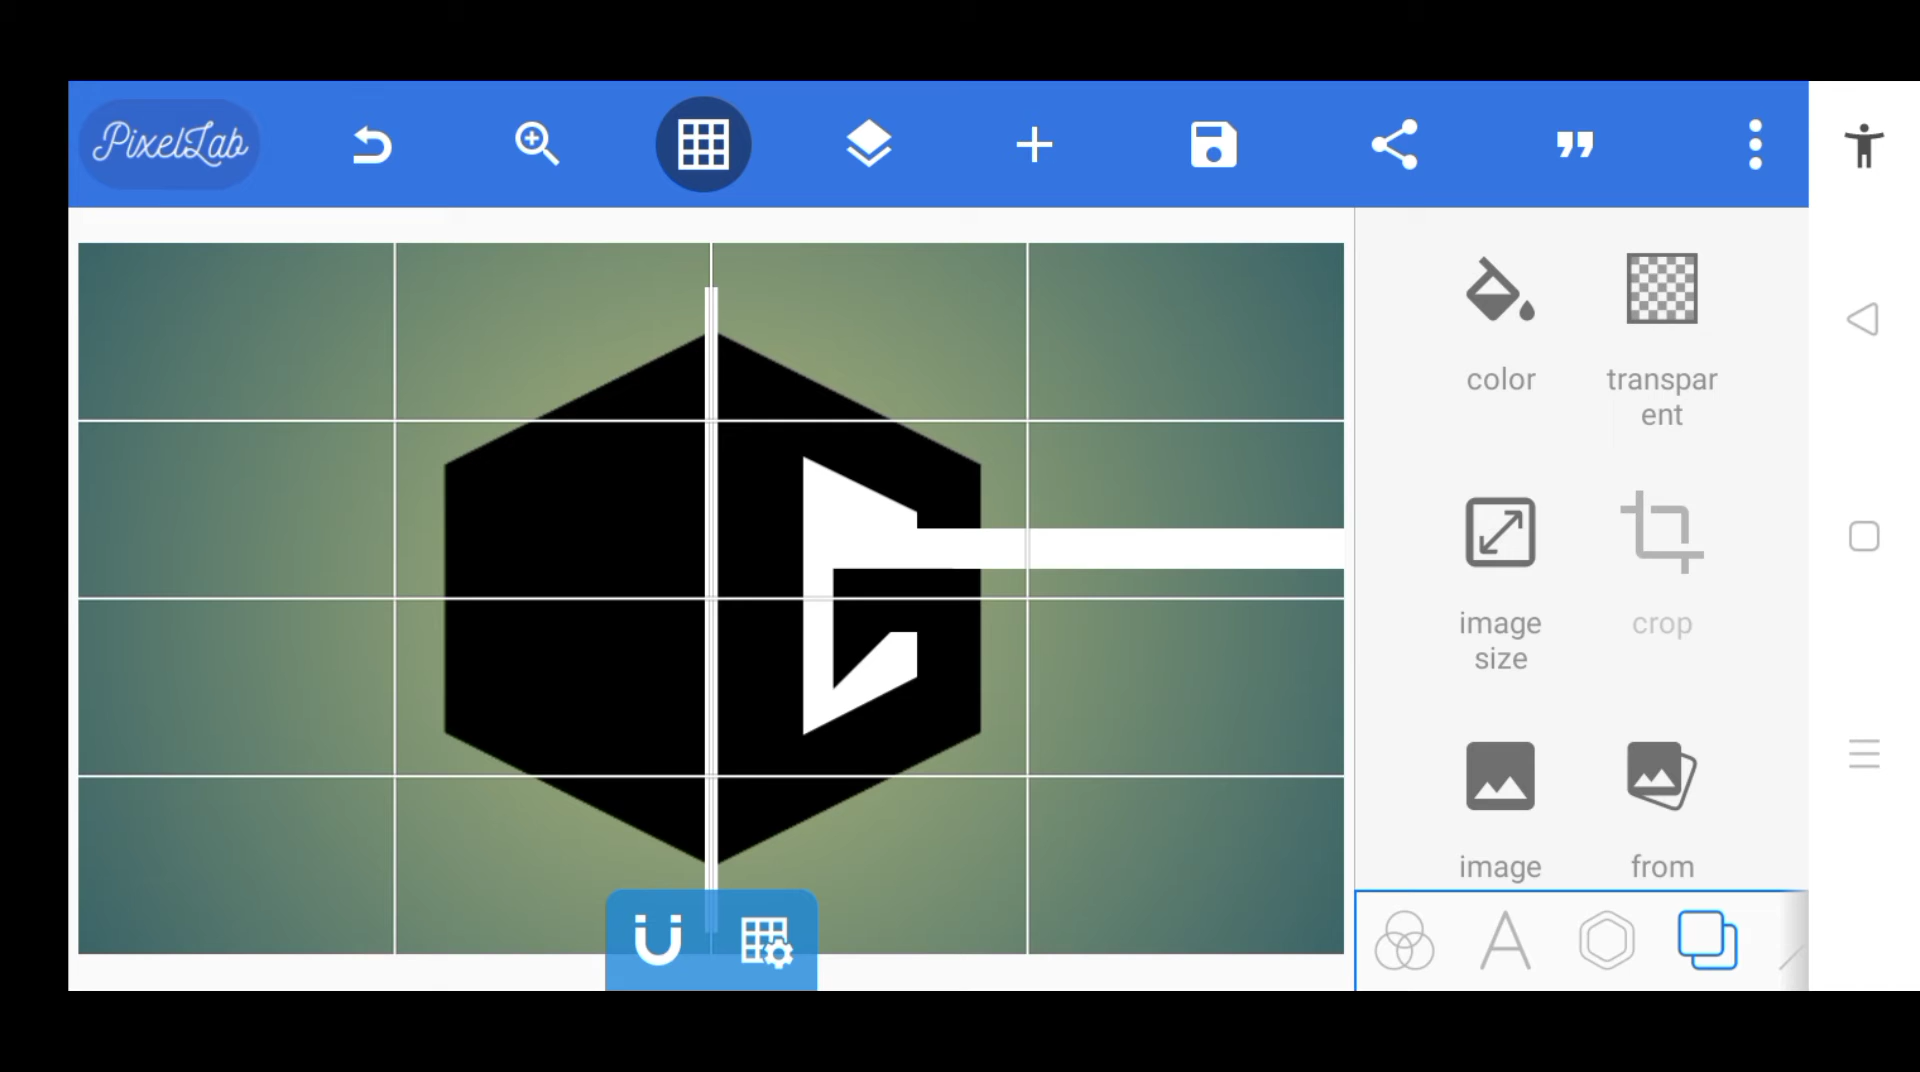 PixelLab
color
transpar
ent
image
size
crop
image
from